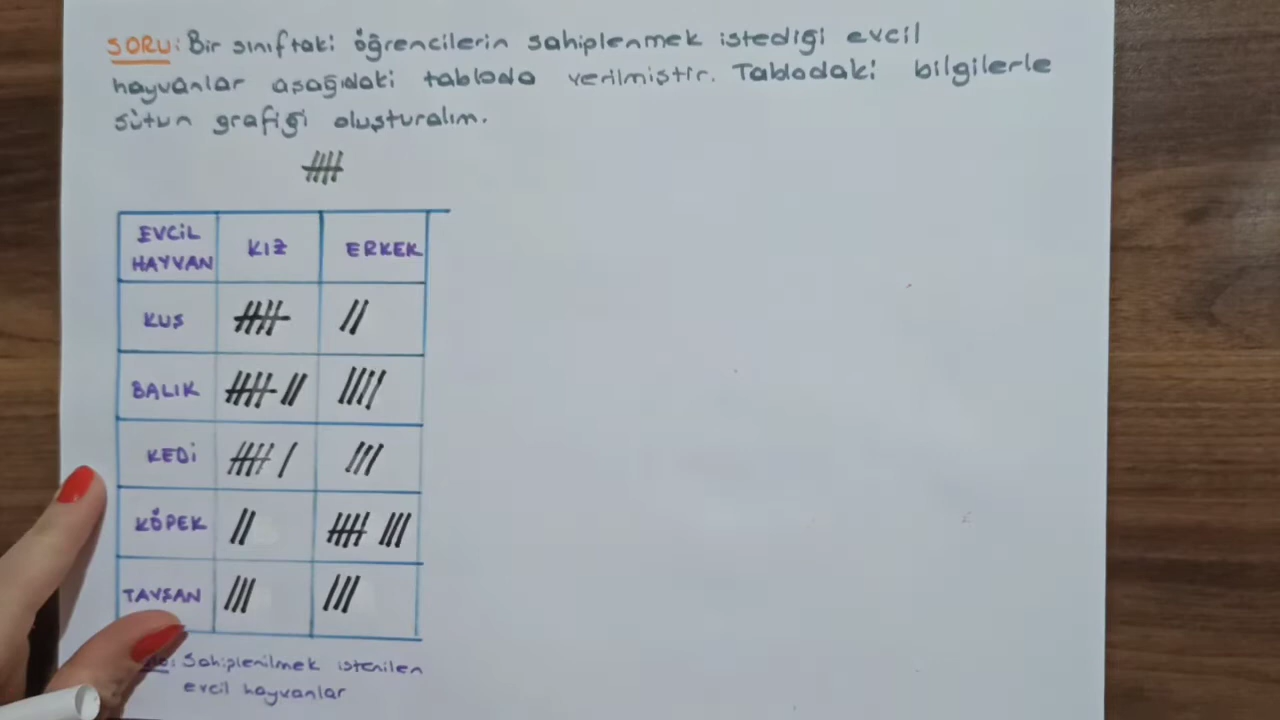 SORU: Bir sınıftaki öğrencilerin sahiplenmek istediği evcil
hayvanlar aşağıdaki tabloda verilmiştir. Tablodaki bilgilerle
sütun grafiği oluşturalım.
EVCİL HAYVAN KIZ ERKEK
KUŞ
BALIK
KEDİ
KÖPEK
TAVŞAN
Sahiplenilmek istenilen
evcil hayvanlar